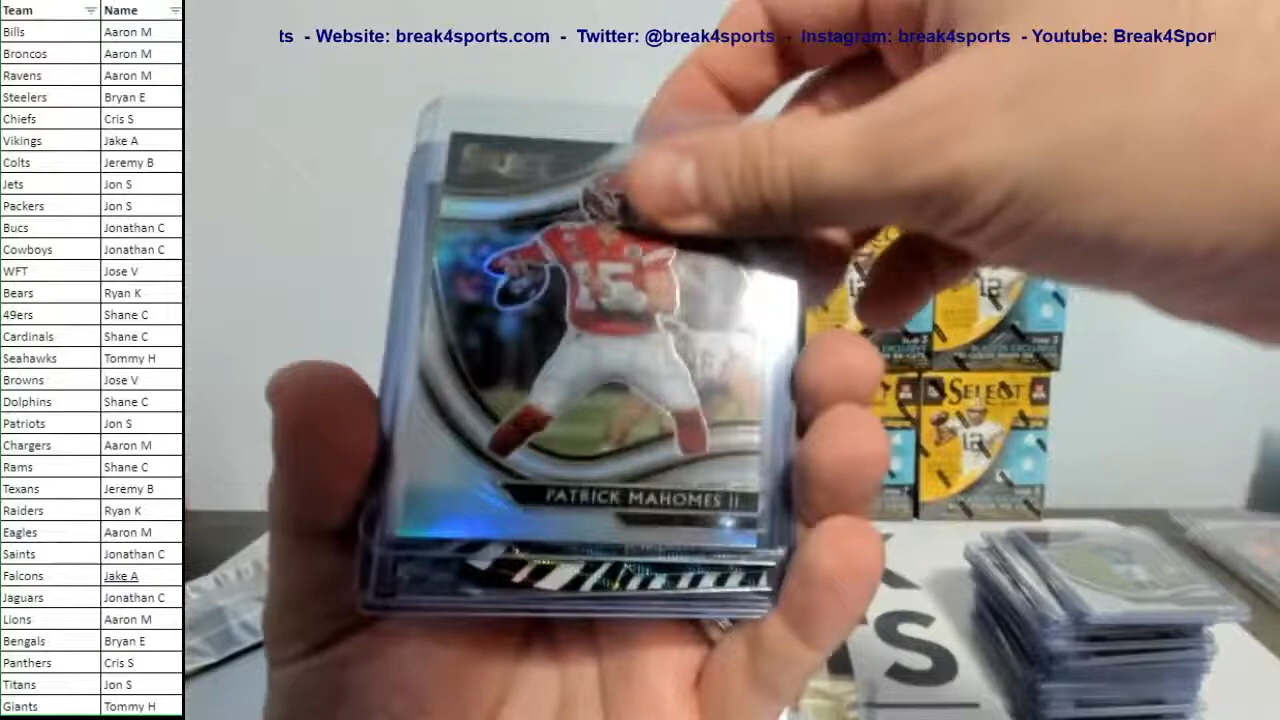 ts - Website: break4sports.com - Twitter: @break4sports - Instagram: break4sports - Youtube: Break4Sport
Team Name
Bills Aaron M
Broncos Aaron M
Ravens Aaron M
Steelers Bryan E
Chiefs Cris S
Vikings Jake A
Colts Jeremy B
Jets Jon S
Packers Jon S
Bucs Jonathan C
Cowboys Jonathan C
WFT Jose V
Bears Ryan K
49ers Shane C
Cardinals Shane C
Seahawks Tommy H
Browns Jose V
Dolphins Shane C
Patriots Jon S
Chargers Aaron M
Rams Shane C
Texans Jeremy B
Raiders Ryan K
Eagles Aaron M
Saints Jonathan C
Falcons Jake A
Jaguars Jonathan C
Lions Aaron M
Bengals Bryan E
Panthers Cris S
Titans Jon S
Giants Tommy H
15
PATRICK MAHOMES II
SELECT
12